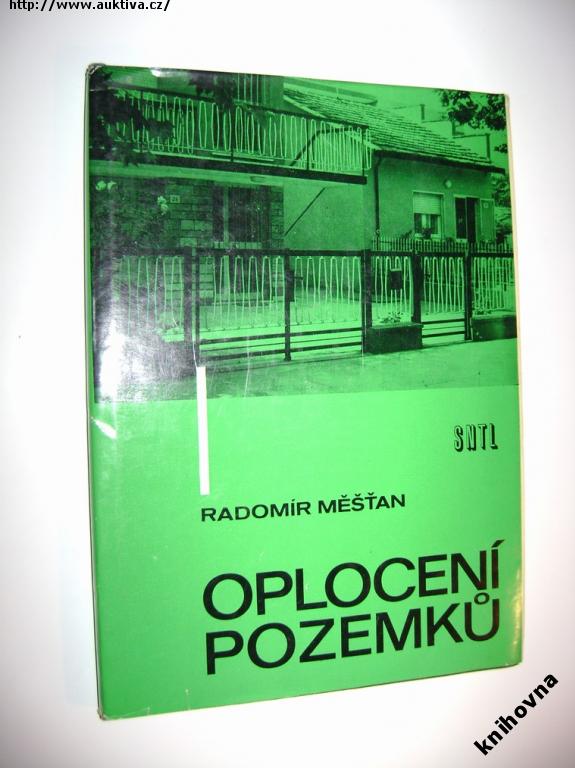 http://www.auktiva.cz/
SNTL
RADOMÍR MĚŠŤAN
OPLOCENÍ
POZEMKŮ
knihovna